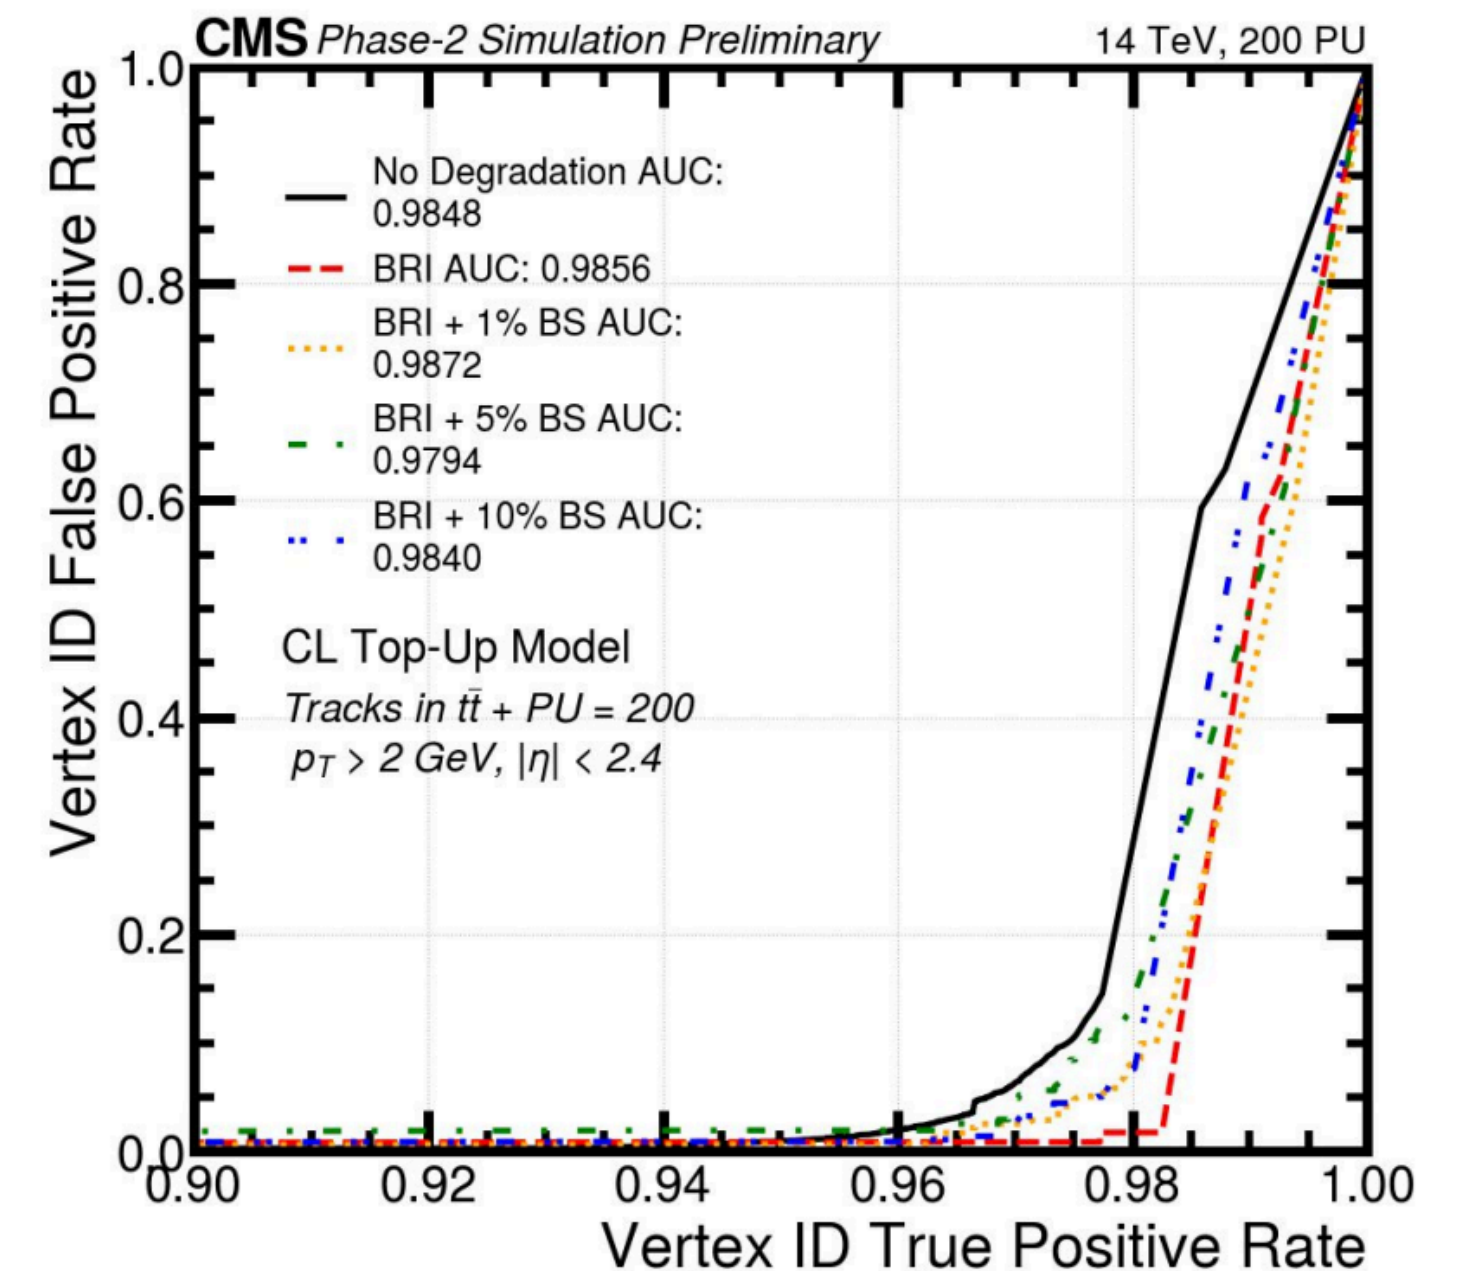 CMS Phase-2 Simulation Preliminary 14 TeV, 200 PU
Vertex ID False Positive Rate
1.0
0.8
0.6
0.4
0.2
0.0
No Degradation AUC:
0.9848
BRI AUC: 0.9856
BRI + 1% BS AUC:
0.9872
BRI + 5% BS AUC:
0.9794
BRI + 10% BS AUC:
0.9840
CL Top-Up Model
Tracks in tt̄ + PU = 200
pT > 2 GeV, |η| < 2.4
0.90 0.92 0.94 0.96 0.98 1.00
Vertex ID True Positive Rate